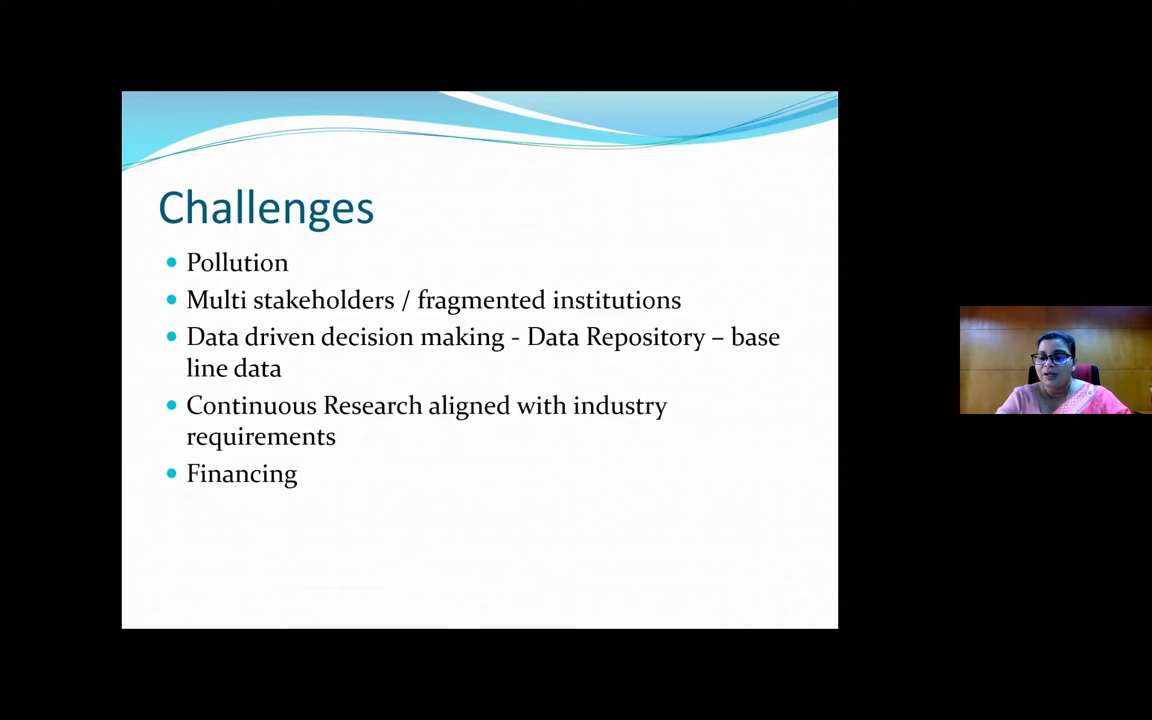 Challenges
Pollution
Multi stakeholders / fragmented institutions
Data driven decision making - Data Repository – base
line data
Continuous Research aligned with industry
requirements
Financing